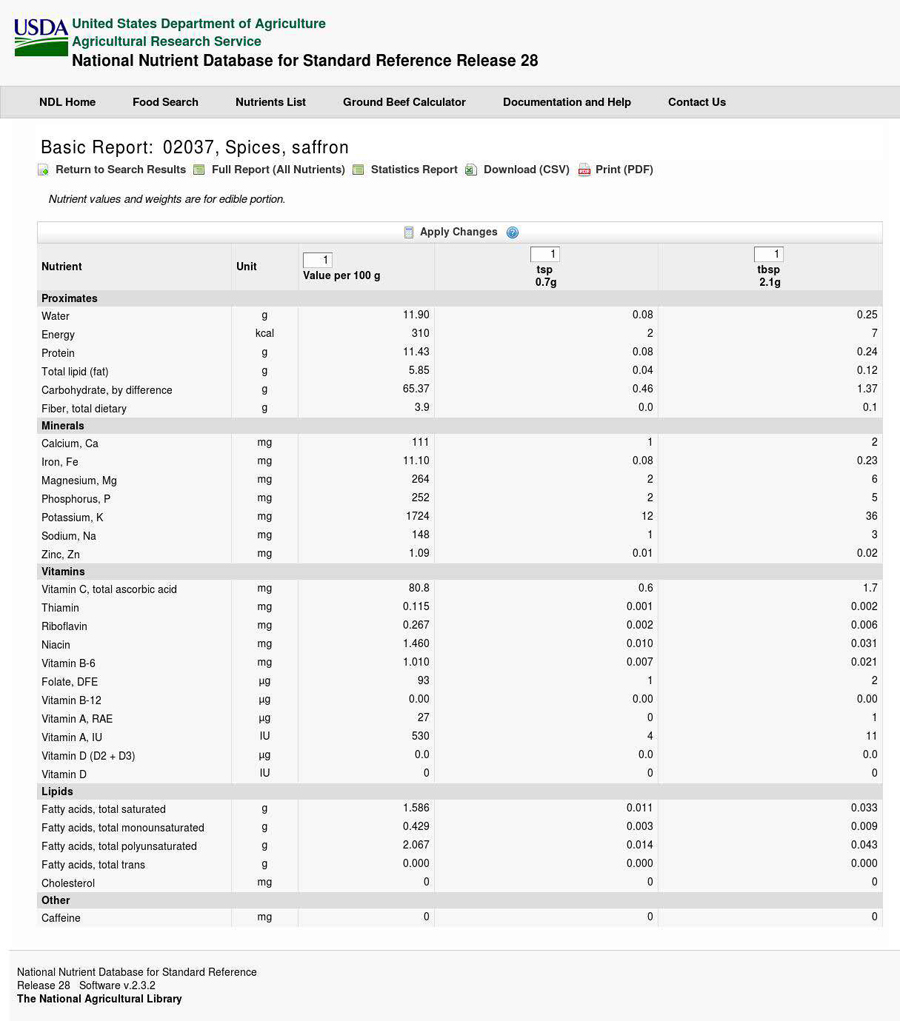 USDA United States Department of Agriculture
Agricultural Research Service
National Nutrient Database for Standard Reference Release 28
NDL Home Food Search Nutrients List Ground Beef Calculator Documentation and Help Contact Us
Basic Report: 02037, Spices, saffron
Return to Search Results Full Report (All Nutrients) Statistics Report Download (CSV) Print (PDF)
Nutrient values and weights are for edible portion.
Apply Changes ?
Nutrient Unit 1 Value per 100 g 1 tsp 0.7g 1 tbsp 2.1g
Proximates
Water g 11.90 0.08 0.25
Energy kcal 310 2 7
Protein g 11.43 0.08 0.24
Total lipid (fat) g 5.85 0.04 0.12
Carbohydrate, by difference g 65.37 0.46 1.37
Fiber, total dietary g 3.9 0.0 0.1
Minerals
Calcium, Ca mg 111 1 2
Iron, Fe mg 11.10 0.08 0.23
Magnesium, Mg mg 264 2 6
Phosphorus, P mg 252 2 5
Potassium, K mg 1724 12 36
Sodium, Na mg 148 1 3
Zinc, Zn mg 1.09 0.01 0.02
Vitamins
Vitamin C, total ascorbic acid mg 80.8 0.6 1.7
Thiamin mg 0.115 0.001 0.002
Riboflavin mg 0.267 0.002 0.006
Niacin mg 1.460 0.010 0.031
Vitamin B-6 mg 1.010 0.007 0.021
Folate, DFE µg 93 1 2
Vitamin B-12 µg 0.00 0.00 0.00
Vitamin A, RAE µg 27 0 1
Vitamin A, IU IU 530 4 11
Vitamin D (D2 + D3) µg 0.0 0.0 0.0
Vitamin D IU 0 0 0
Lipids
Fatty acids, total saturated g 1.586 0.011 0.033
Fatty acids, total monounsaturated g 0.429 0.003 0.009
Fatty acids, total polyunsaturated g 2.067 0.014 0.043
Fatty acids, total trans g 0.000 0.000 0.000
Cholesterol mg 0 0 0
Other
Caffeine mg 0 0 0
National Nutrient Database for Standard Reference
Release 28 Software v.2.3.2
The National Agricultural Library